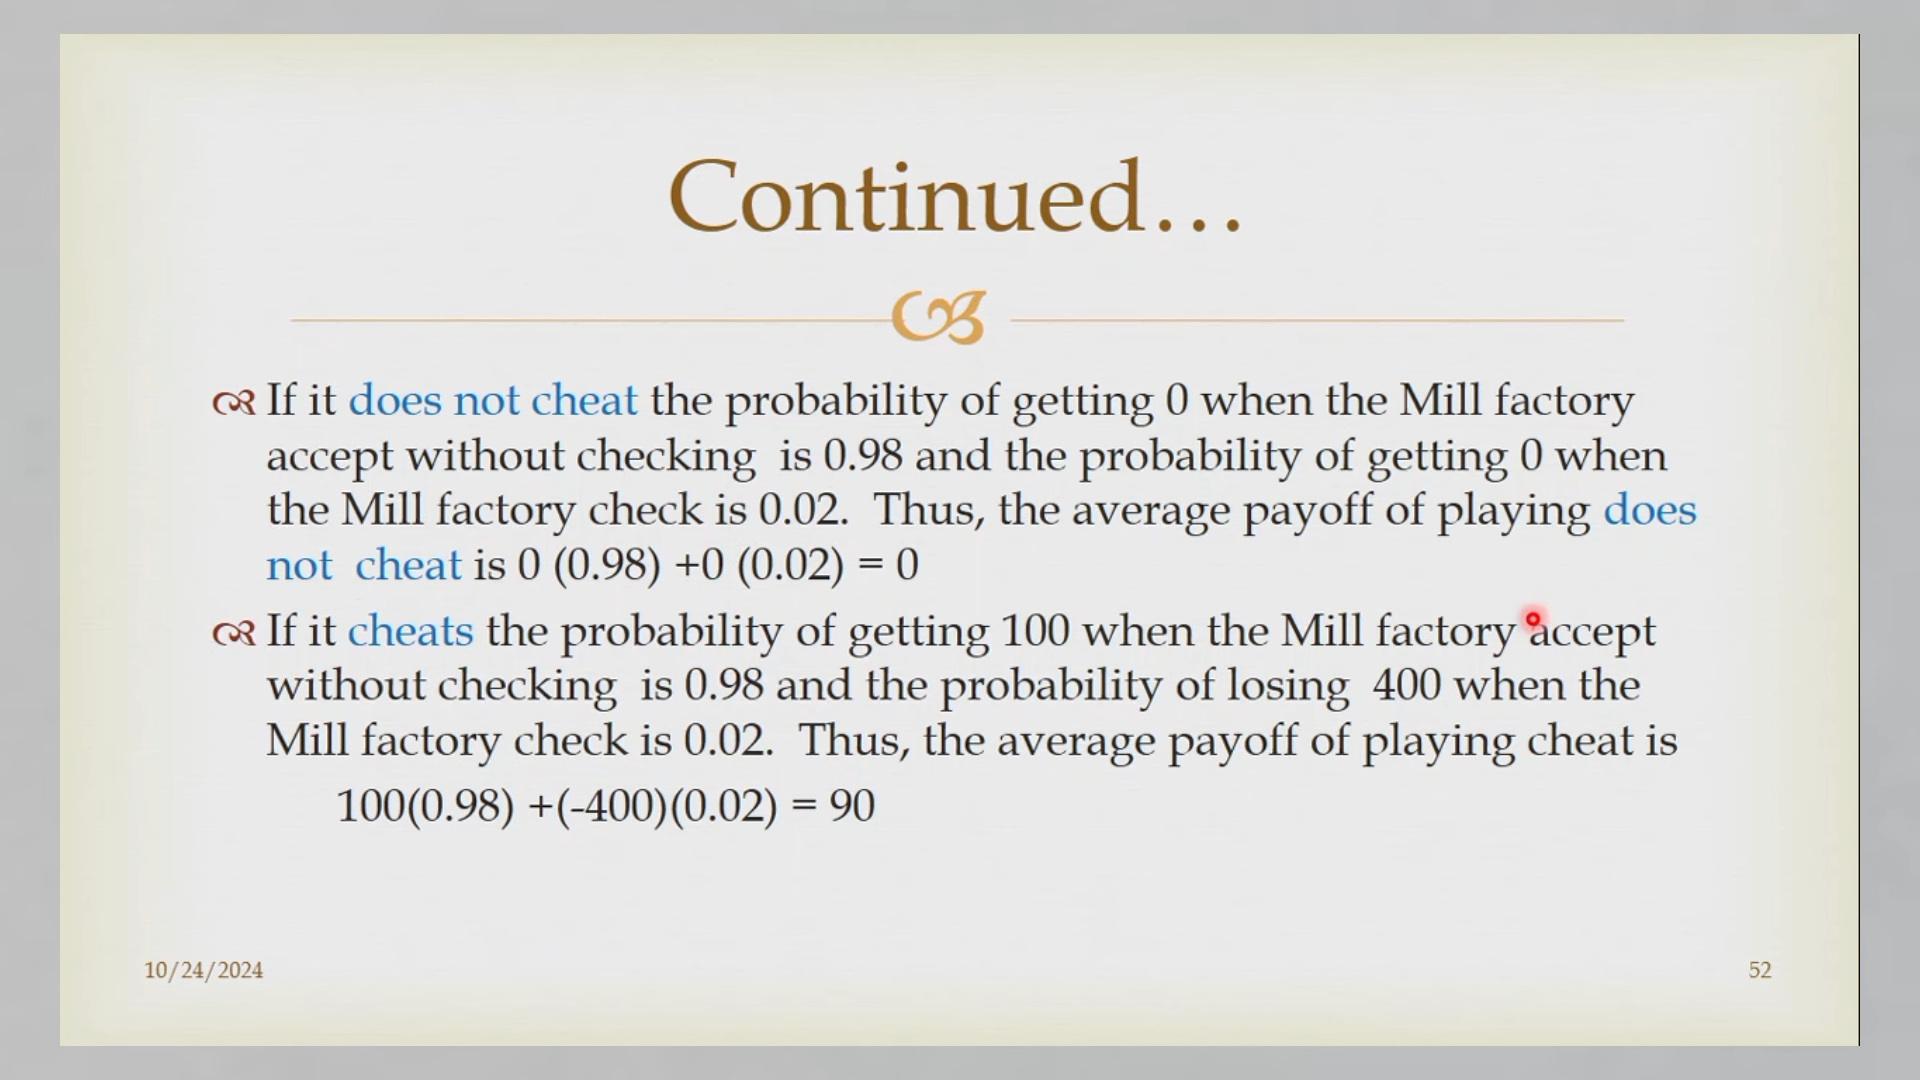 Continued…
If it does not cheat the probability of getting 0 when the Mill factory
accept without checking is 0.98 and the probability of getting 0 when
the Mill factory check is 0.02. Thus, the average payoff of playing does
not cheat is 0 (0.98) +0 (0.02) = 0
If it cheats the probability of getting 100 when the Mill factory accept
without checking is 0.98 and the probability of losing 400 when the
Mill factory check is 0.02. Thus, the average payoff of playing cheat is
100(0.98) +(-400)(0.02) = 90
10/24/2024
52